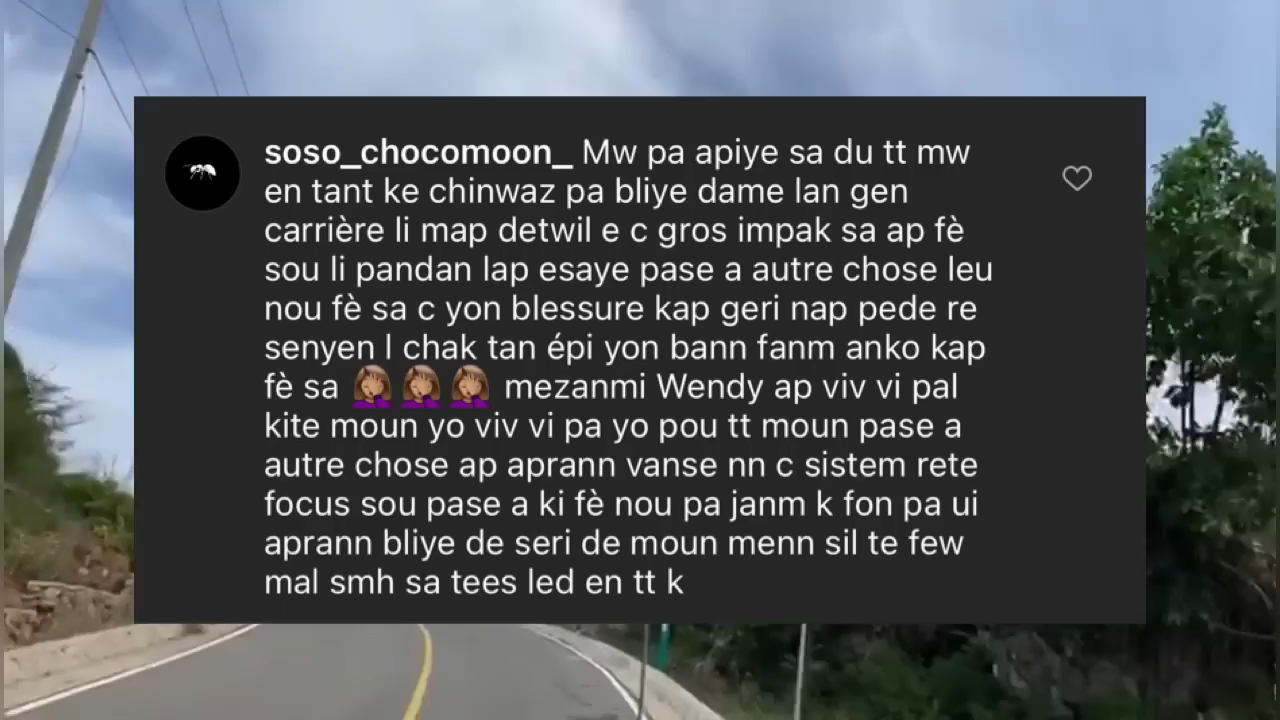 soso_chocomoon_ Mw pa apiye sa du tt mw
en tant ke chinwaz pa bliye dame lan gen
carrière li map detwil e c gros impak sa ap fè
sou li pandan lap esaye pase a autre chose leu
nou fè sa c yon blessure kap geri nap pede re
senyen l chak tan épi yon bann fanm anko kap
fè sa 🤦🏽‍♀️🤦🏽‍♀️🤦🏽‍♀️ mezanmi Wendy ap viv vi pal
kite moun yo viv vi pa yo pou tt moun pase a
autre chose ap aprann vanse nn c sistem rete
focus sou pase a ki fè nou pa janm k fon pa ui
aprann bliye de seri de moun menn sil te few
mal smh sa tees led en tt k